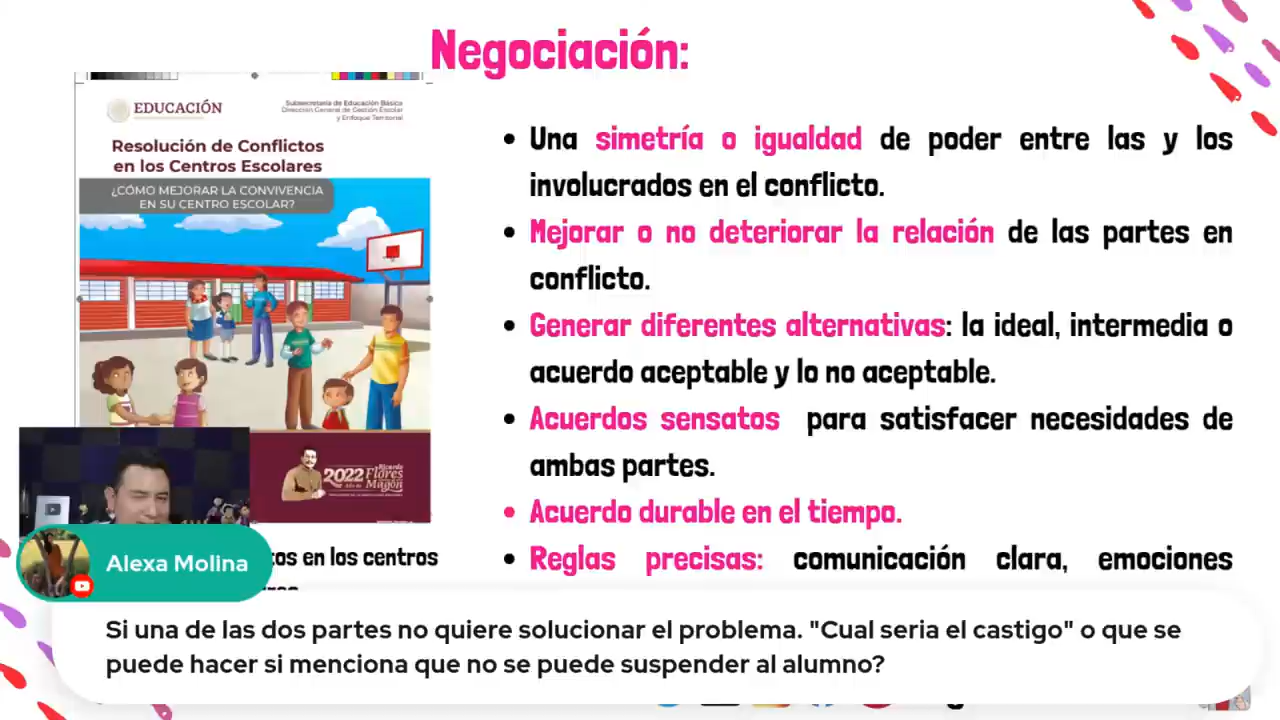 Negociación:
EDUCACIÓN
Subsecretaría de Educación Básica
Dirección General de Gestión Escolar
y Enfoque Territorial
Resolución de Conflictos
en los Centros Escolares
¿CÓMO MEJORAR LA CONVIVENCIA
EN SU CENTRO ESCOLAR?
2022 Ricardo
Año de Flores
Magón
tos en los centros
• Una simetría o igualdad de poder entre las y los
involucrados en el conflicto.
• Mejorar o no deteriorar la relación de las partes en
conflicto.
• Generar diferentes alternativas: la ideal, intermedia o
acuerdo aceptable y lo no aceptable.
• Acuerdos sensatos para satisfacer necesidades de
ambas partes.
• Acuerdo durable en el tiempo.
• Reglas precisas: comunicación clara, emociones
Alexa Molina
Si una de las dos partes no quiere solucionar el problema. "Cual seria el castigo" o que se
puede hacer si menciona que no se puede suspender al alumno?